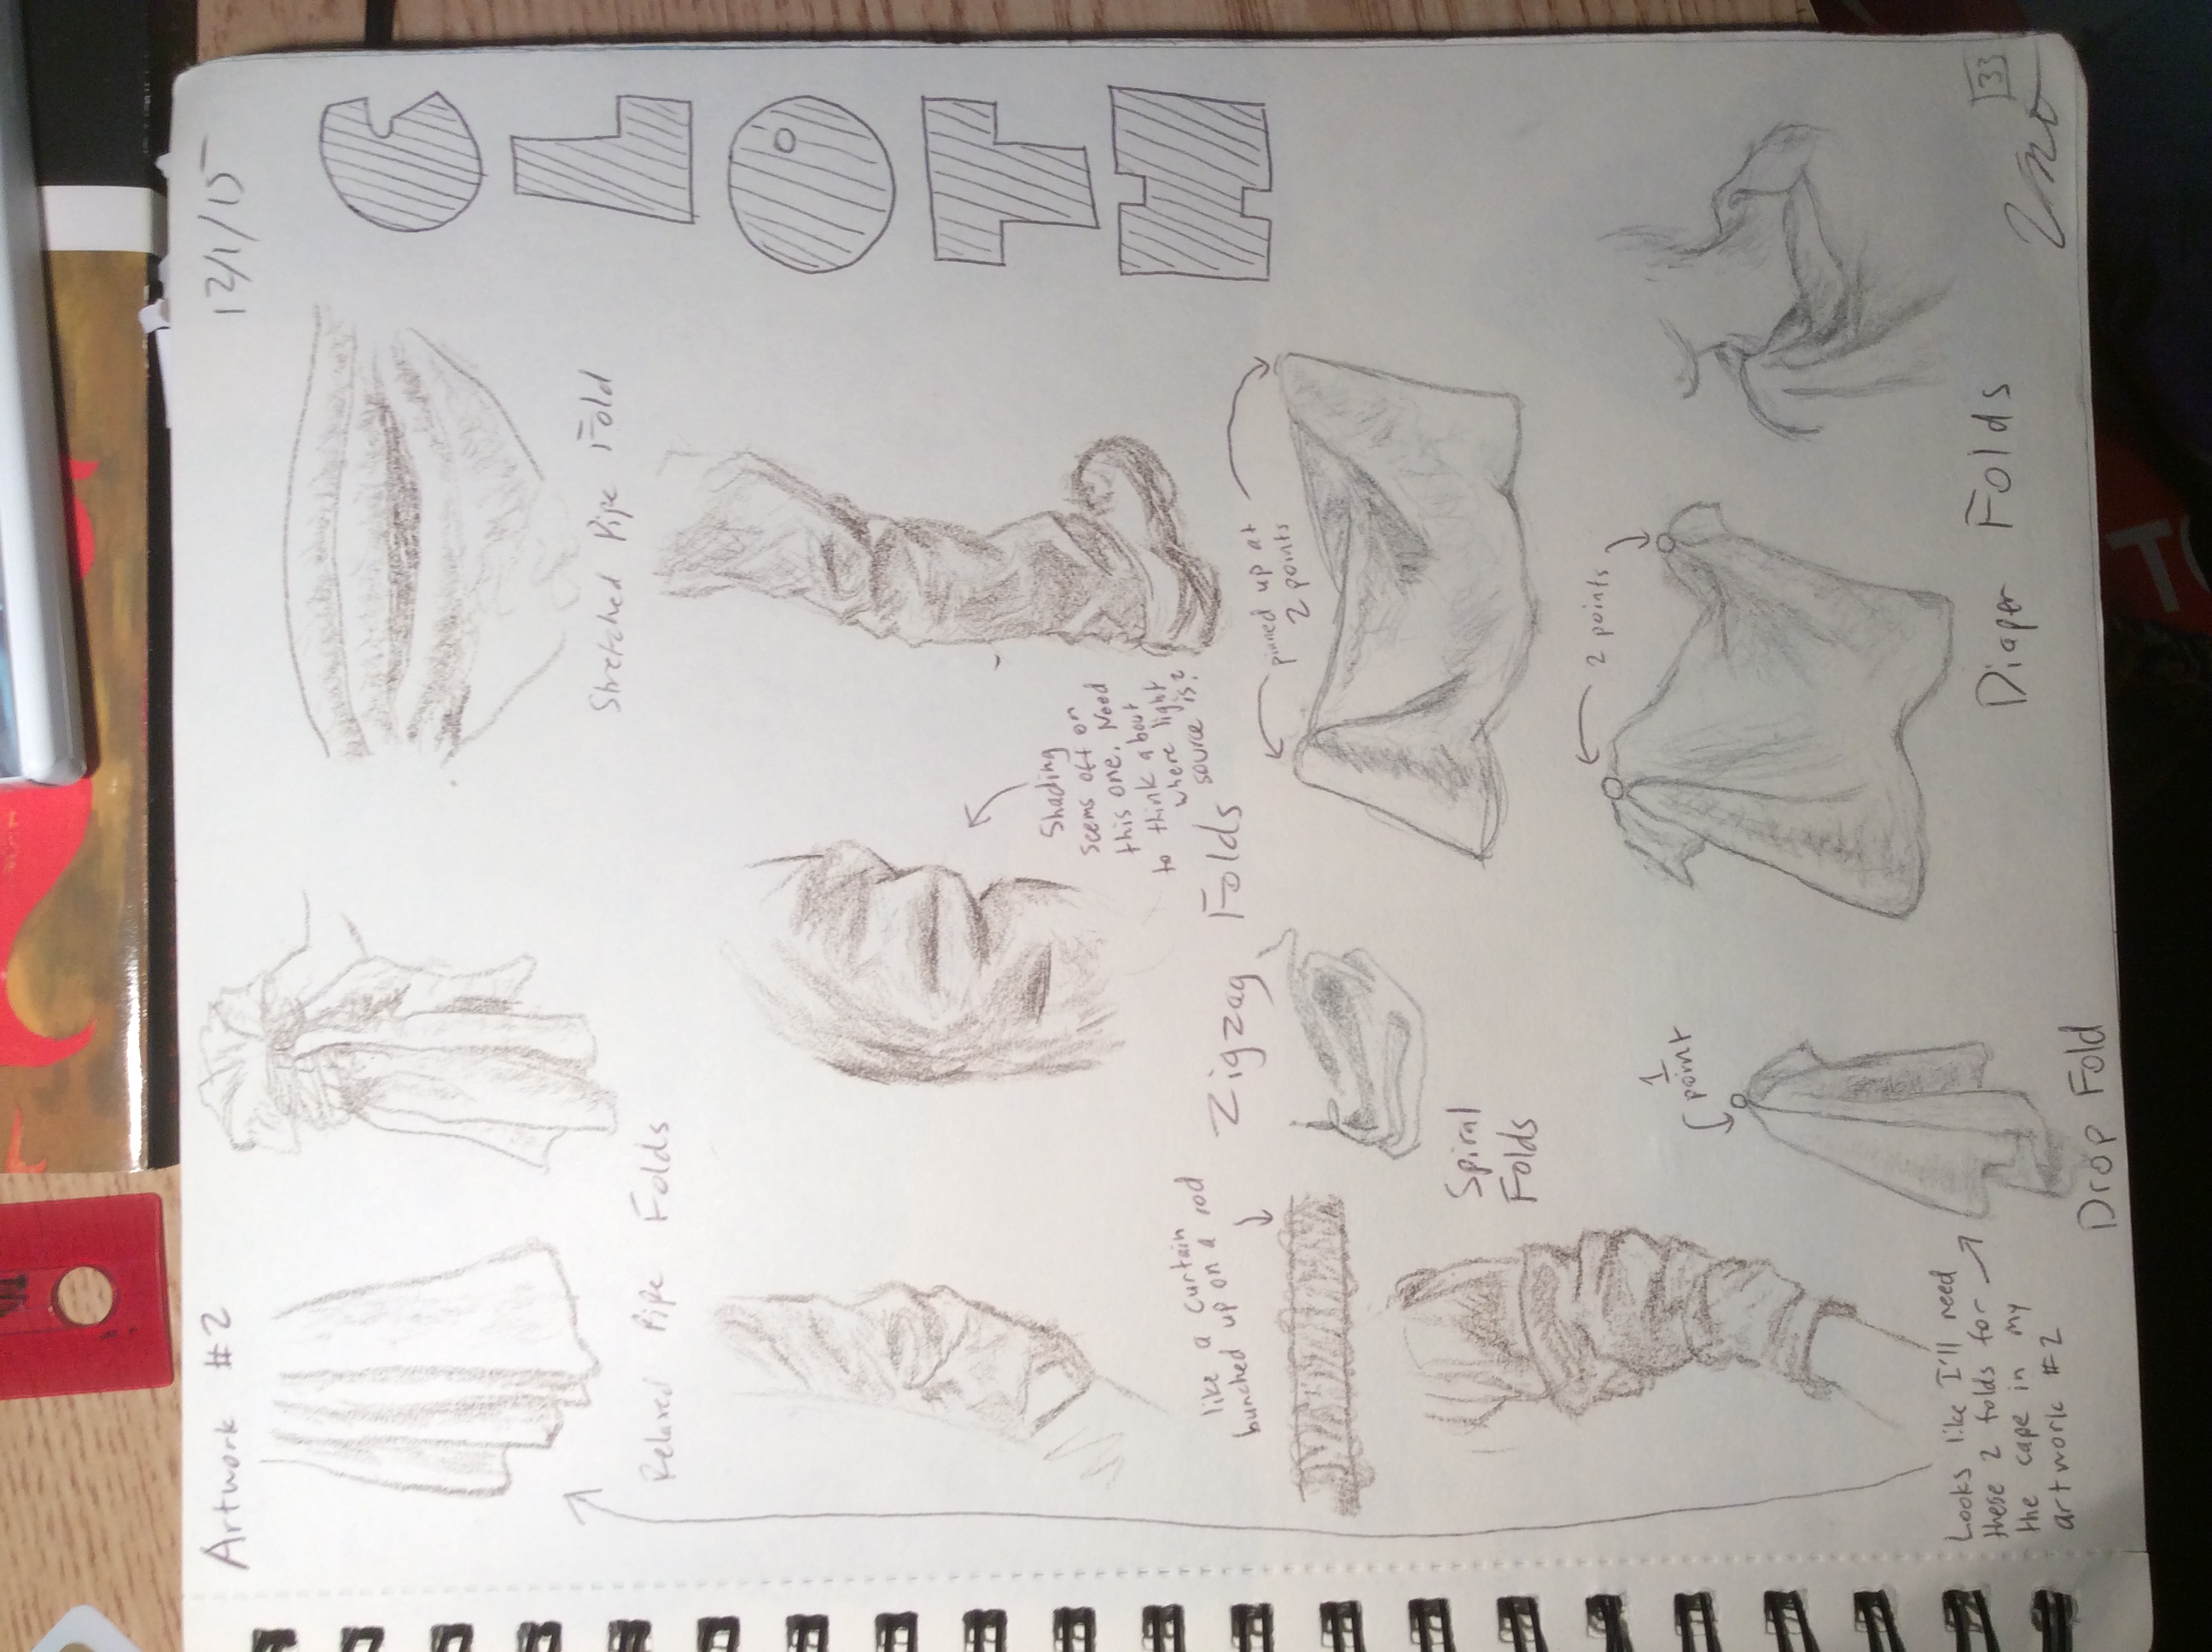 Artwork #2
12/1/15
CLOTH
Relaxed Pipe Folds
Stretched Pipe Fold
Shading
seems off on
this one. Need
to think about
where light
source is?
Zigzag Folds
like a curtain
bunched up on a rod
Spiral
Folds
pinned up at
2 points
2 points
1
point
Looks like I'll need
these 2 folds for
the cape in my
artwork #2
Drop Fold
Diaper Folds
33